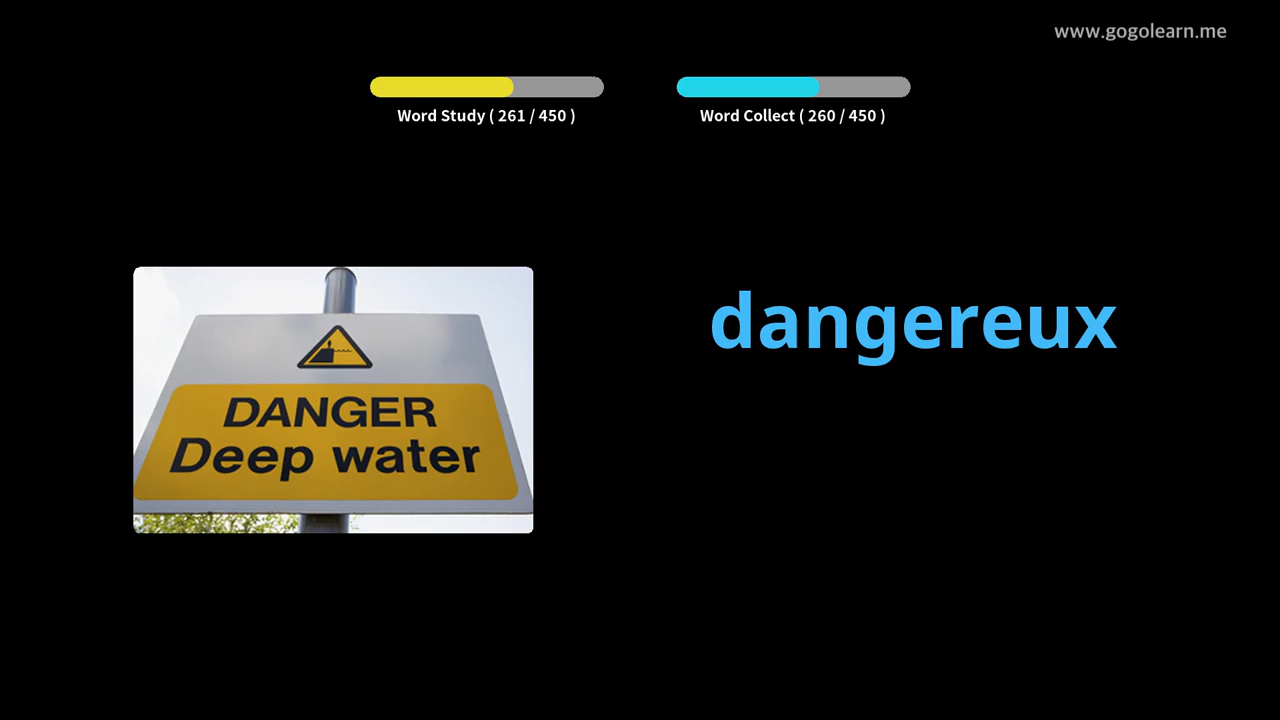 www.gogolearn.me
Word Study ( 261 / 450 )
Word Collect ( 260 / 450 )
DANGER
Deep water
dangereux